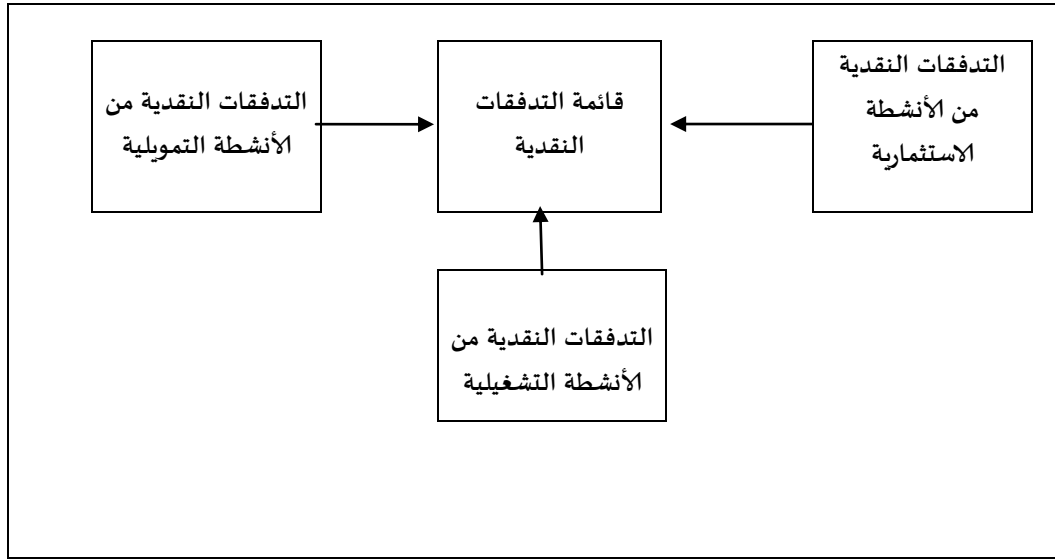 التدفقات النقدية
من الأنشطة
الاستثمارية
قائمة التدفقات
النقدية
التدفقات النقدية من
الأنشطة التمويلية
التدفقات النقدية من
الأنشطة التشغيلية